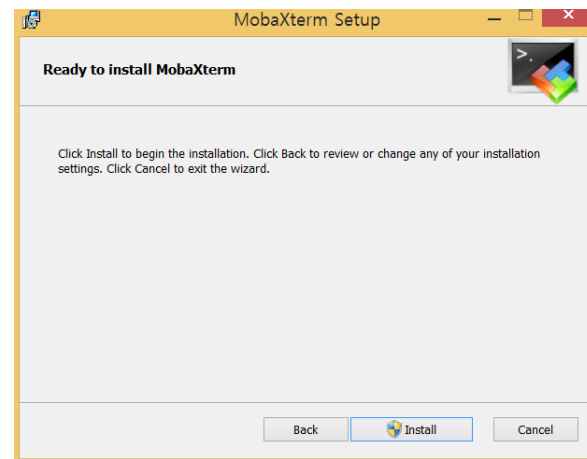 MobaXterm Setup
Ready to install MobaXterm
>.
Click Install to begin the installation. Click Back to review or change any of your installation
settings. Click Cancel to exit the wizard.
Back Install Cancel